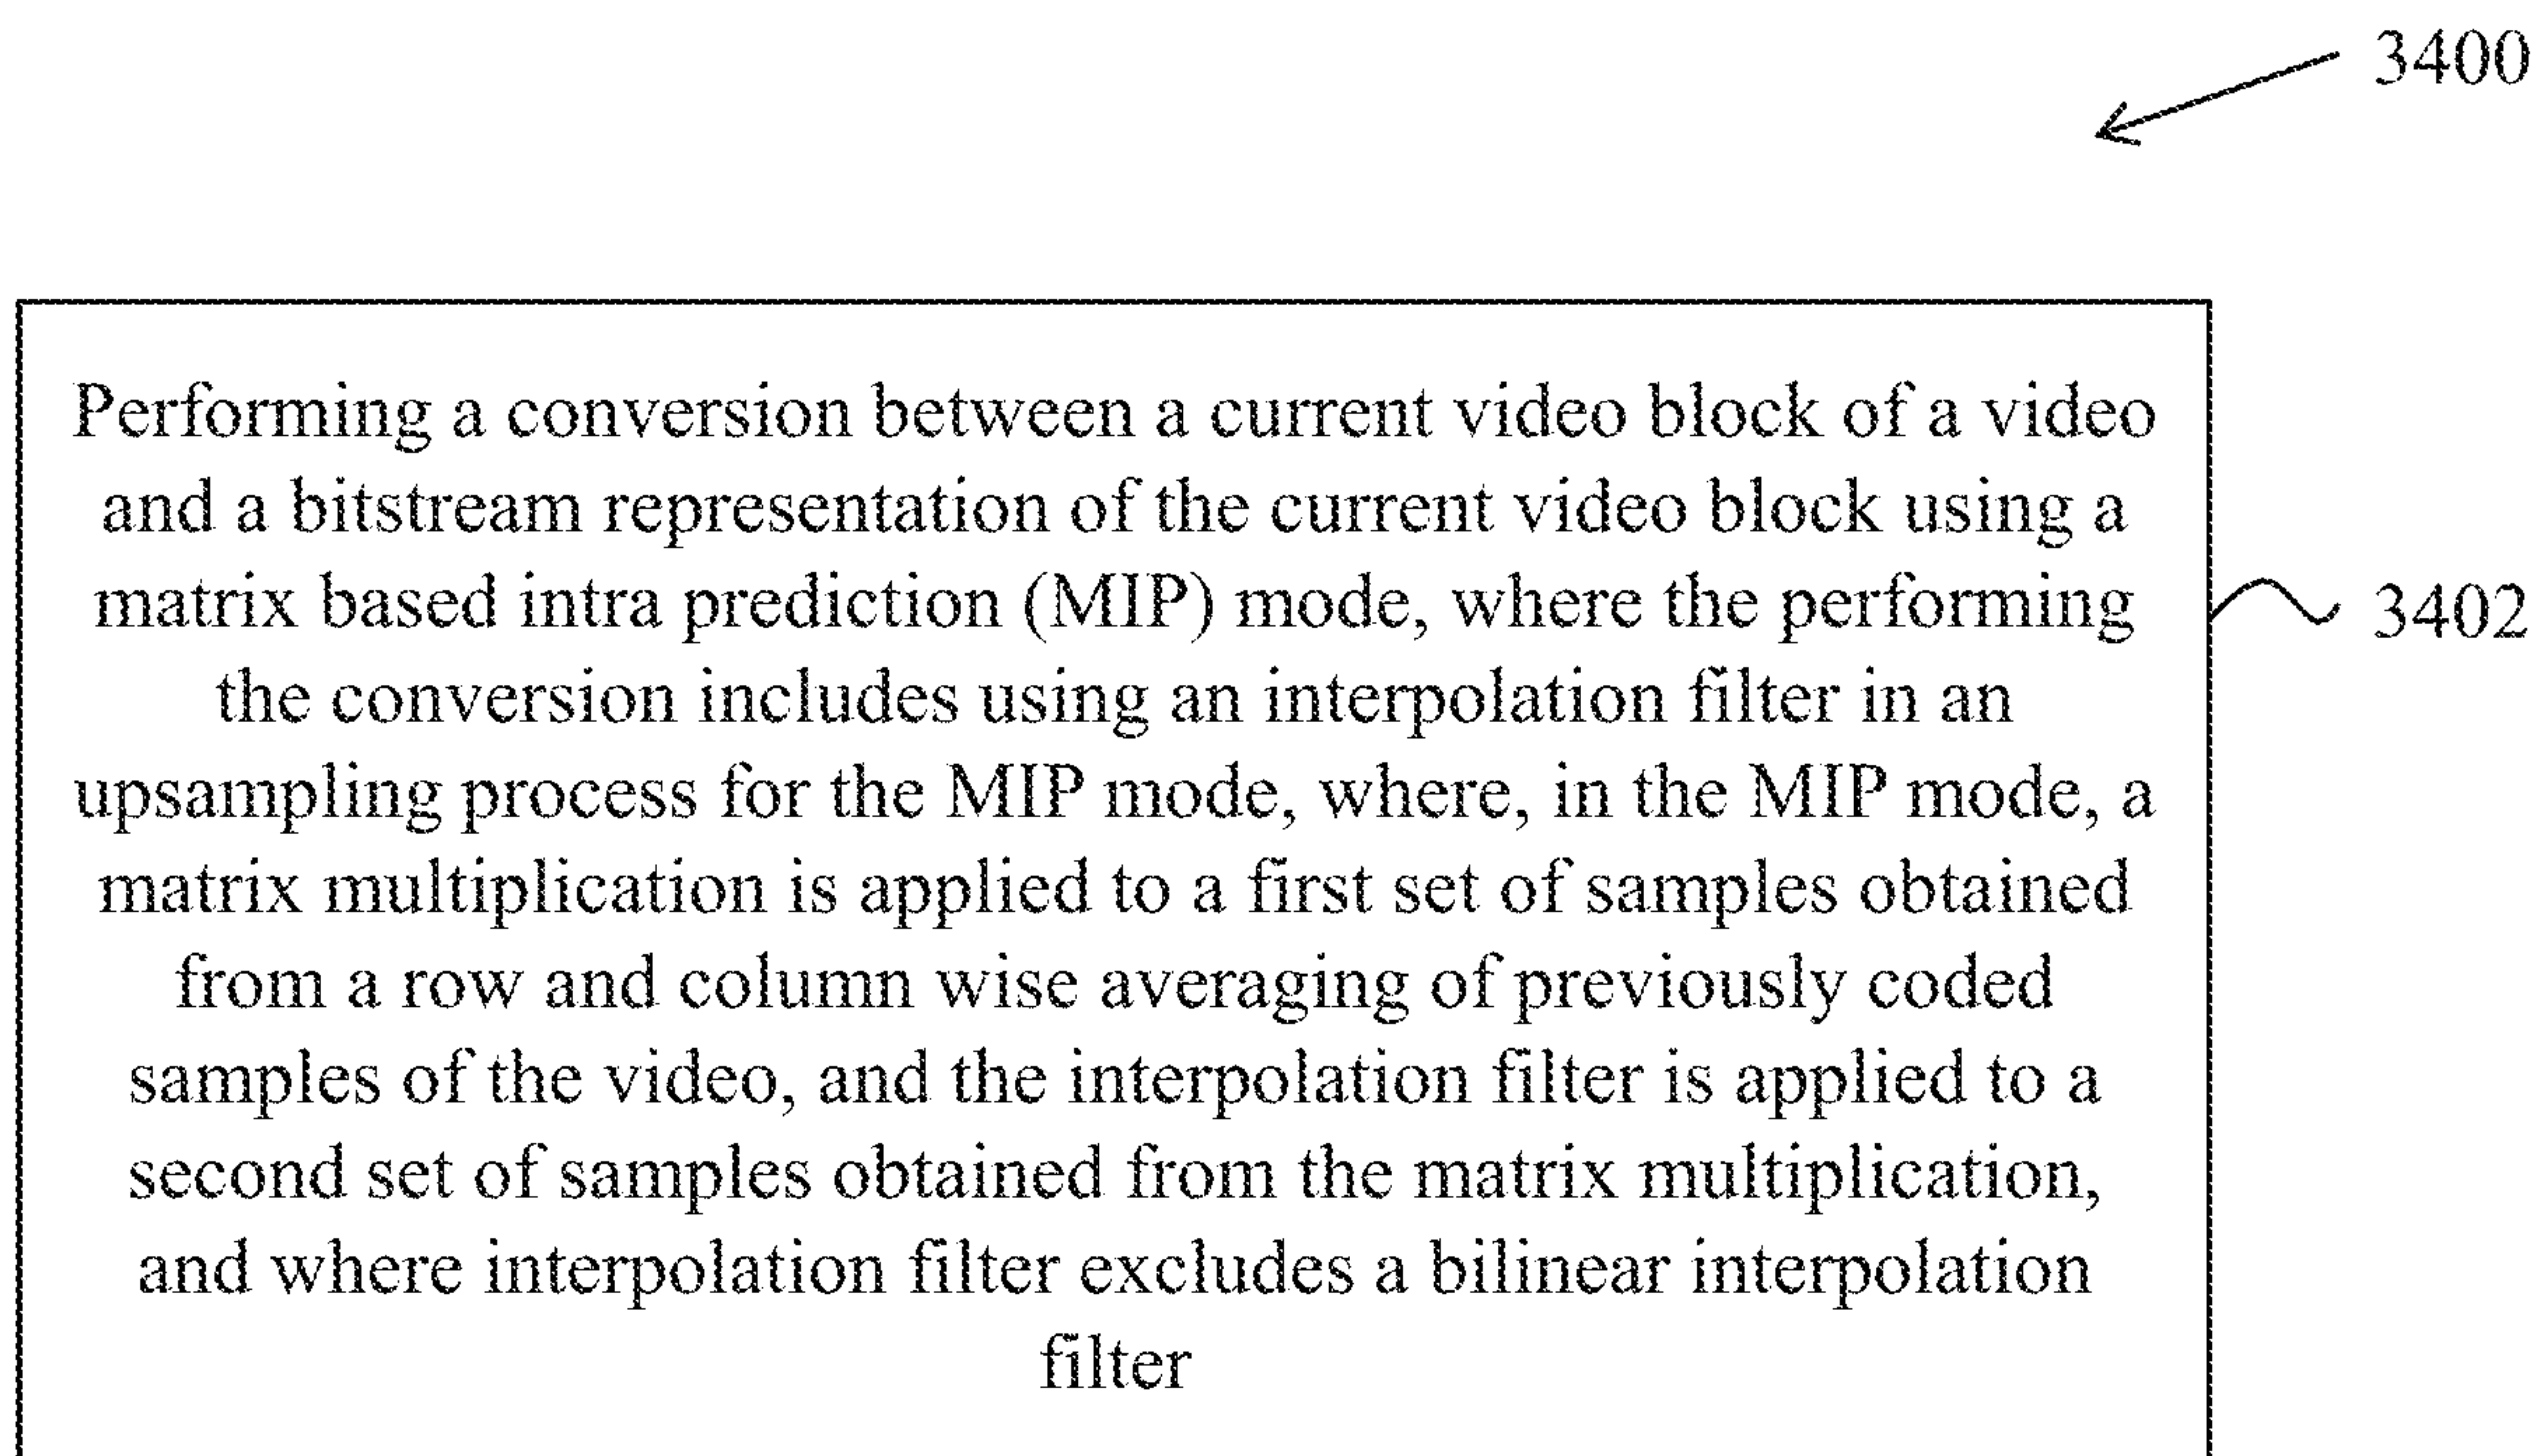 3400
Performing a conversion between a current video block of a video
and a bitstream representation of the current video block using a
matrix based intra prediction (MIP) mode, where the performing
3402
the conversion includes using an interpolation filter in an
upsampling process for the MIP mode, where, in the MIP mode, a
matrix multiplication is applied to a first set of samples obtained
from a row and column wise averaging of previously coded
samples of the video, and the interpolation filter is applied to a
second set of samples obtained from the matrix multiplication,
and where interpolation filter excludes a bilinear interpolation
filter